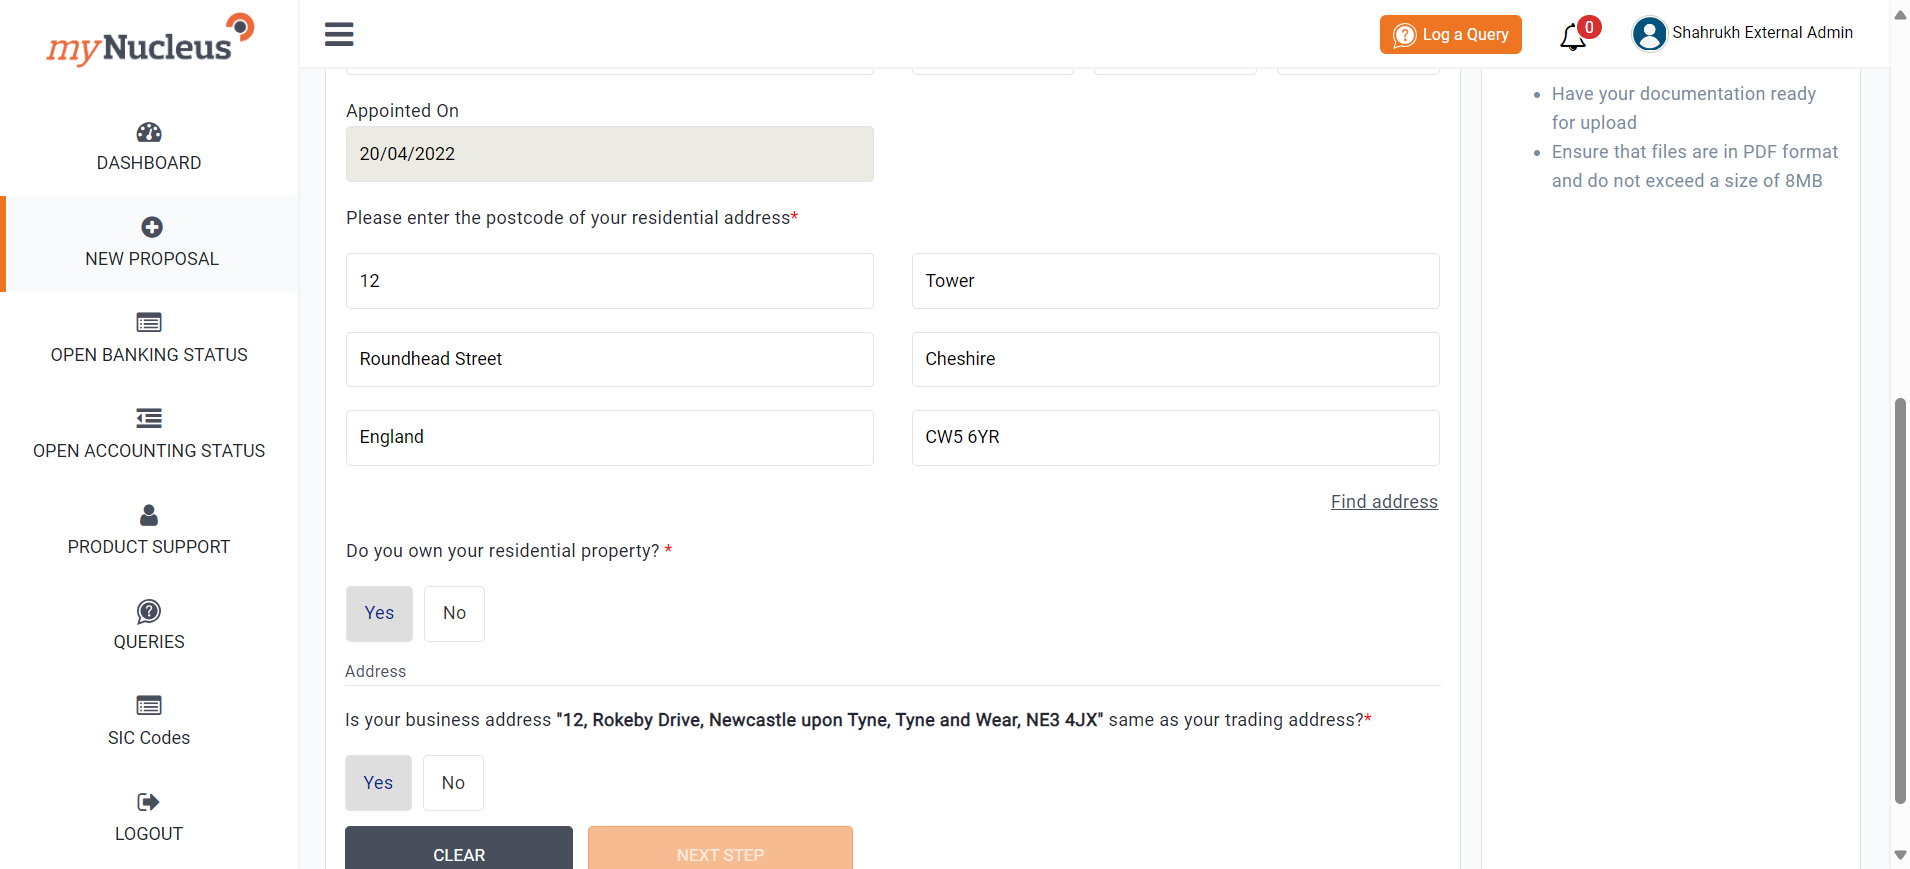 myNucleus
Log a Query
0
Shahrukh External Admin
DASHBOARD
NEW PROPOSAL
OPEN BANKING STATUS
OPEN ACCOUNTING STATUS
PRODUCT SUPPORT
QUERIES
SIC Codes
LOGOUT
Appointed On
20/04/2022
Please enter the postcode of your residential address*
12
Tower
Roundhead Street
Cheshire
England
CW5 6YR
Find address
Do you own your residential property? *
Yes
No
Address
Is your business address "12, Rokeby Drive, Newcastle upon Tyne, Tyne and Wear, NE3 4JX" same as your trading address?*
Yes
No
CLEAR
NEXT STEP
Have your documentation ready
for upload
Ensure that files are in PDF format
and do not exceed a size of 8MB